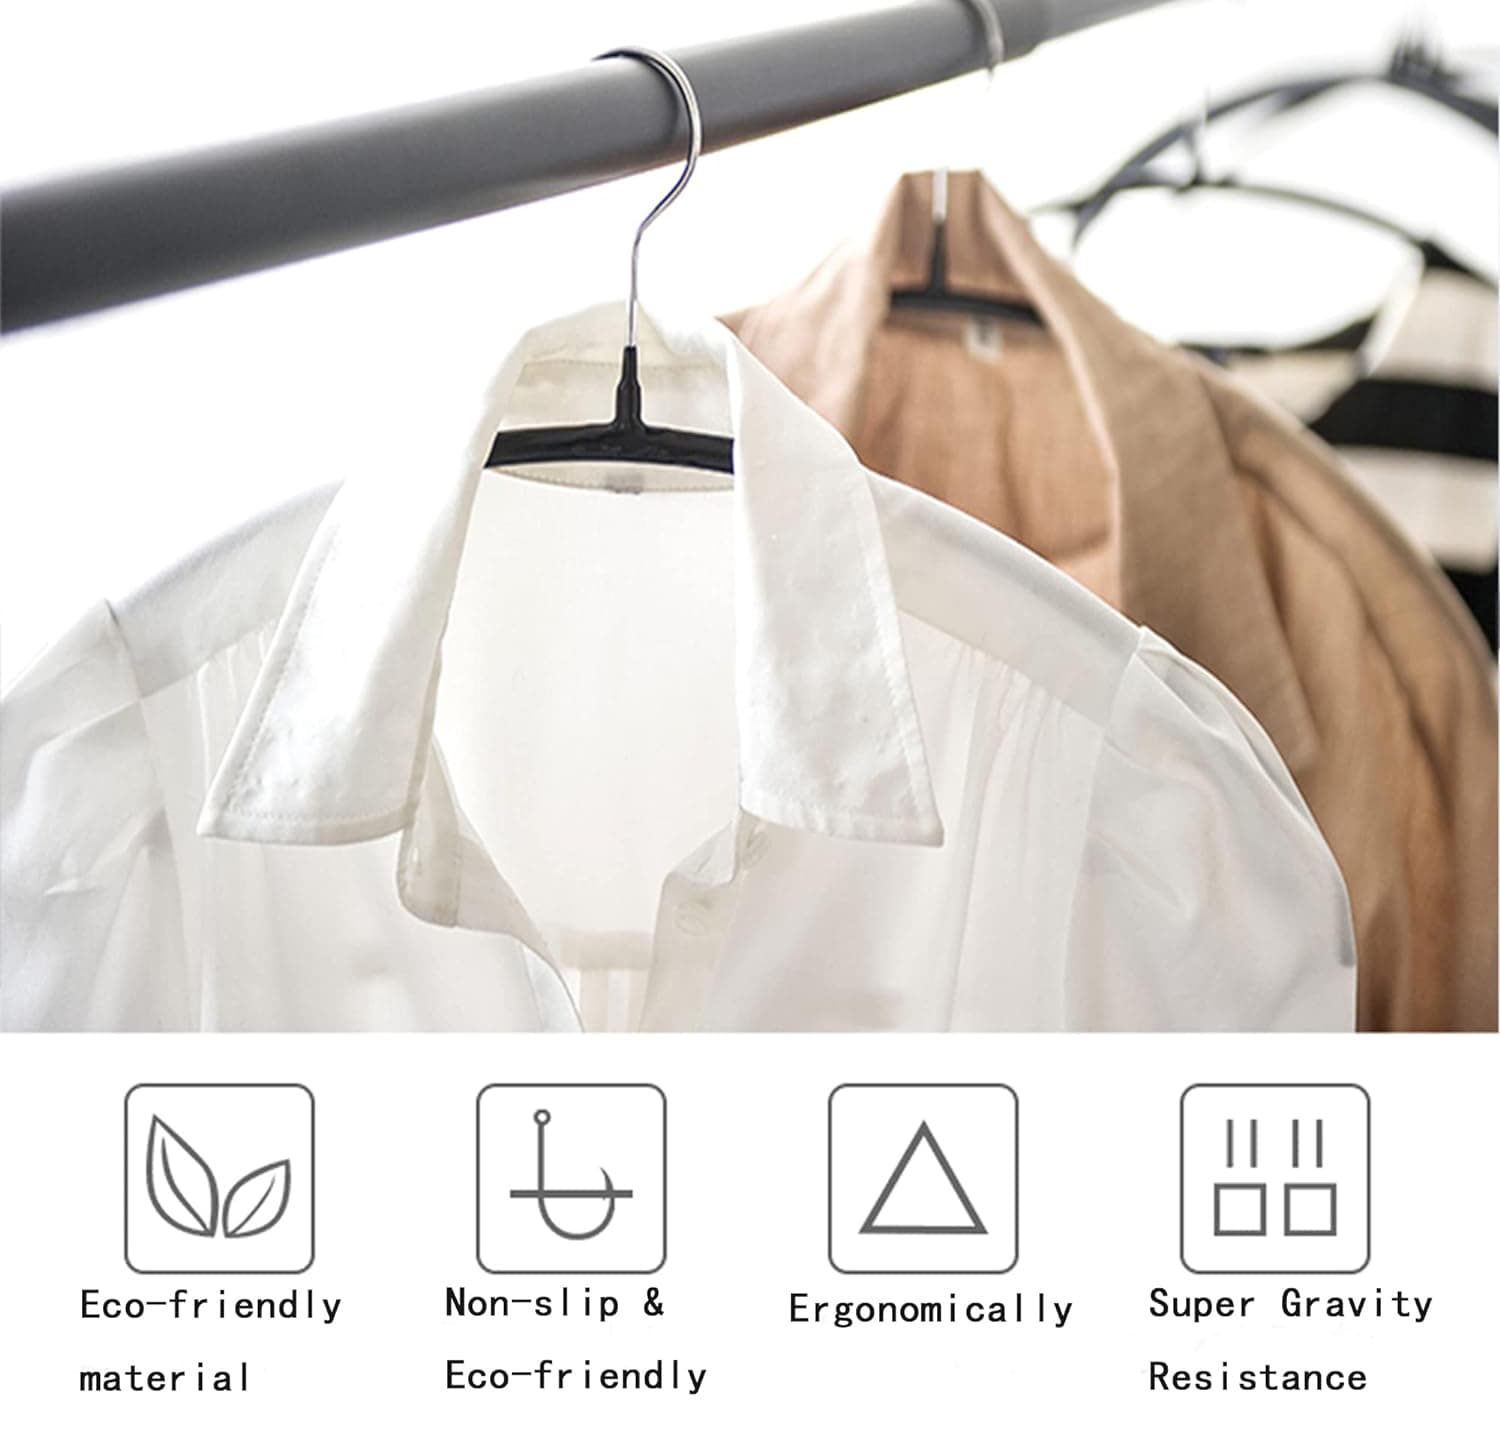 Eco-friendly
material
Non-slip &
Eco-friendly
Ergonomically
Super Gravity
Resistance